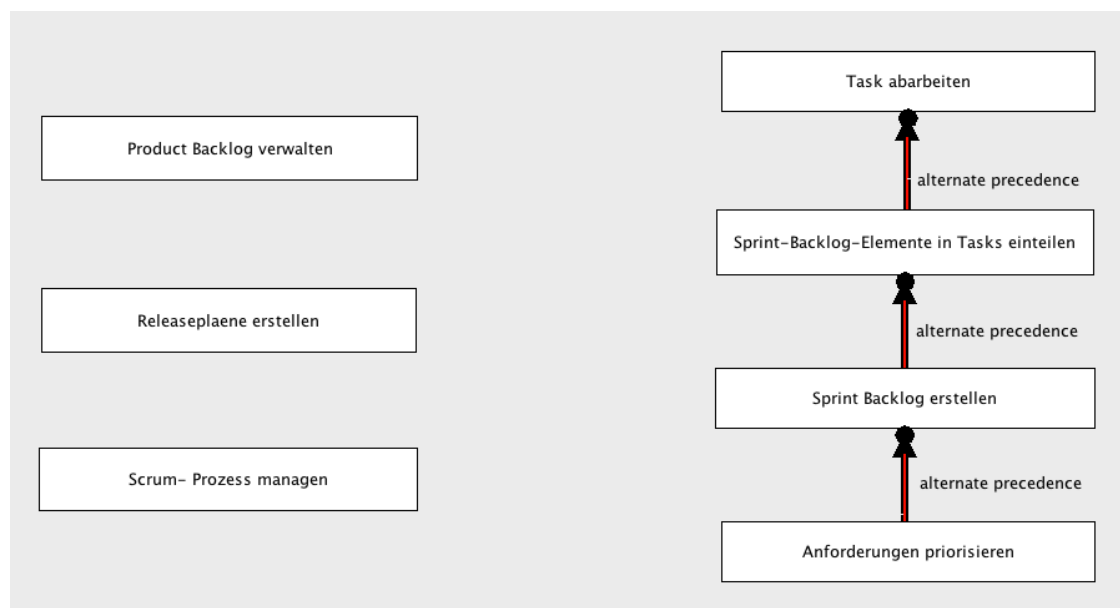 Product Backlog verwalten
Releaseplaene erstellen
Scrum- Prozess managen
Task abarbeiten
alternate precedence
Sprint-Backlog-Elemente in Tasks einteilen
alternate precedence
Sprint Backlog erstellen
alternate precedence
Anforderungen priorisieren